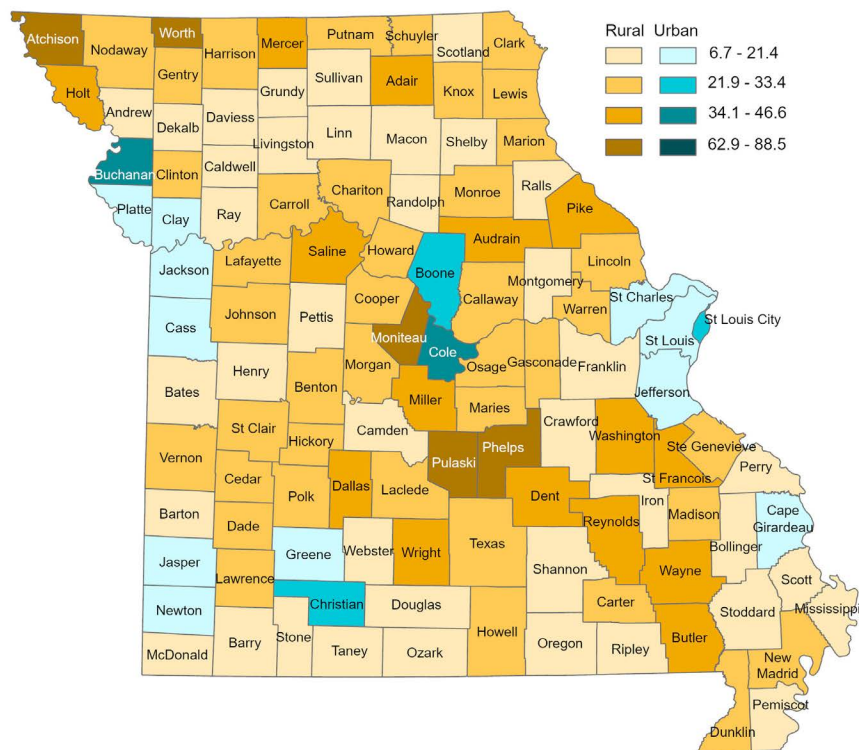 Rural Urban
6.7 - 21.4
21.9 - 33.4
34.1 - 46.6
62.9 - 88.5
Atchison
Nodaway
Worth
Harrison
Mercer
Putnam
Schuyler
Scotland
Clark
Gentry
Holt
Andrew
Dekalb
Daviess
Grundy
Sullivan
Adair
Knox
Lewis
Buchanan
Clinton
Caldwell
Livingston
Linn
Macon
Shelby
Marion
Platte
Clay
Ray
Carroll
Chariton
Randolph
Monroe
Ralls
Pike
Jackson
Lafayette
Saline
Howard
Boone
Audrain
Callaway
Montgomery
Lincoln
Warren
St Charles
St Louis City
St Louis
Cass
Johnson
Pettis
Cooper
Moniteau
Cole
Osage
Gasconade
Franklin
Jefferson
Bates
Henry
Benton
Morgan
Miller
Maries
Camden
Crawford
Washington
Ste Genevieve
St Francois
Perry
Vernon
St Clair
Hickory
Cedar
Polk
Dallas
Laclede
Pulaski
Phelps
Dent
Iron
Reynolds
Madison
Bollinger
Cape
Girardeau
Barton
Dade
Greene
Webster
Wright
Texas
Shannon
Wayne
Scott
Mississippi
Jasper
Lawrence
Christian
Douglas
Howell
Carter
Butler
Stoddard
Newton
McDonald
Barry
Stone
Taney
Ozark
Oregon
Ripley
New
Madrid
Pemiscot
Dunklin